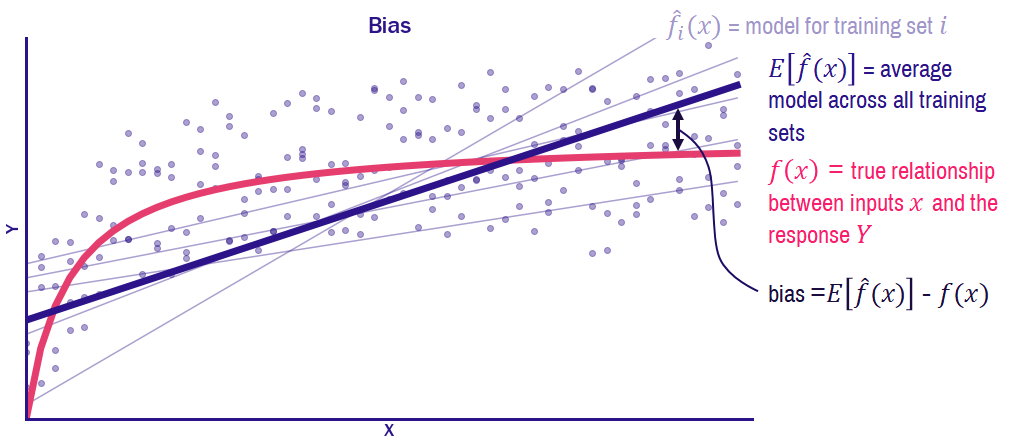 Bias
f̂ᵢ(x) = model for training set i
E[f̂(x)] = average
model across all training
sets
f(x) = true relationship
between inputs x and the
response Y
bias =E[f̂(x)] - f(x)
Y
X